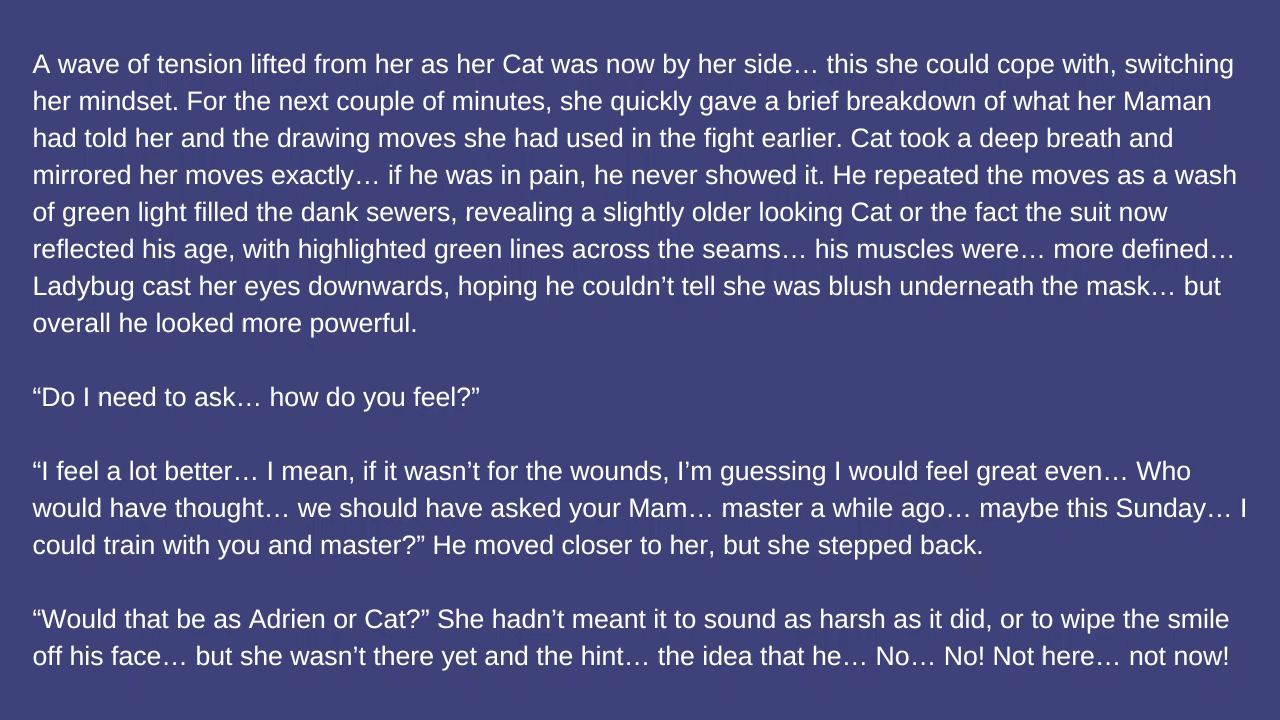 A wave of tension lifted from her as her Cat was now by her side… this she could cope with, switching
her mindset. For the next couple of minutes, she quickly gave a brief breakdown of what her Maman
had told her and the drawing moves she had used in the fight earlier. Cat took a deep breath and
mirrored her moves exactly… if he was in pain, he never showed it. He repeated the moves as a wash
of green light filled the dank sewers, revealing a slightly older looking Cat or the fact the suit now
reflected his age, with highlighted green lines across the seams… his muscles were… more defined…
Ladybug cast her eyes downwards, hoping he couldn’t tell she was blush underneath the mask… but
overall he looked more powerful.
“Do I need to ask… how do you feel?”
“I feel a lot better… I mean, if it wasn’t for the wounds, I’m guessing I would feel great even… Who
would have thought… we should have asked your Mam… master a while ago… maybe this Sunday… I
could train with you and master?” He moved closer to her, but she stepped back.
“Would that be as Adrien or Cat?” She hadn’t meant it to sound as harsh as it did, or to wipe the smile
off his face… but she wasn’t there yet and the hint… the idea that he… No… No! Not here… not now!